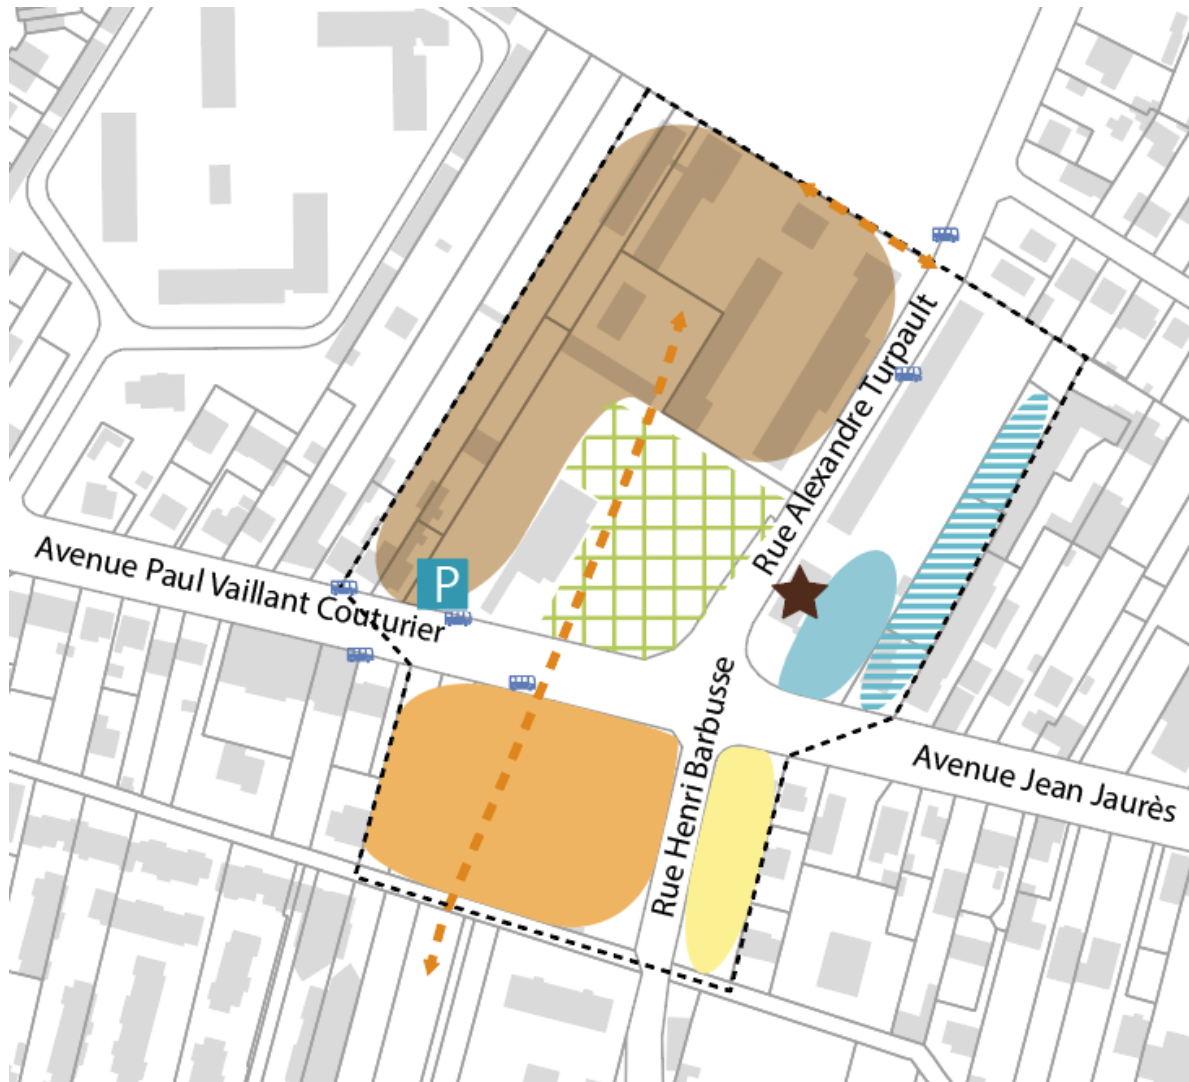 Rue Alexandre Turpault
Avenue Paul Vaillant Couturier
P
Rue Henri Barbusse
Avenue Jean Jaurès